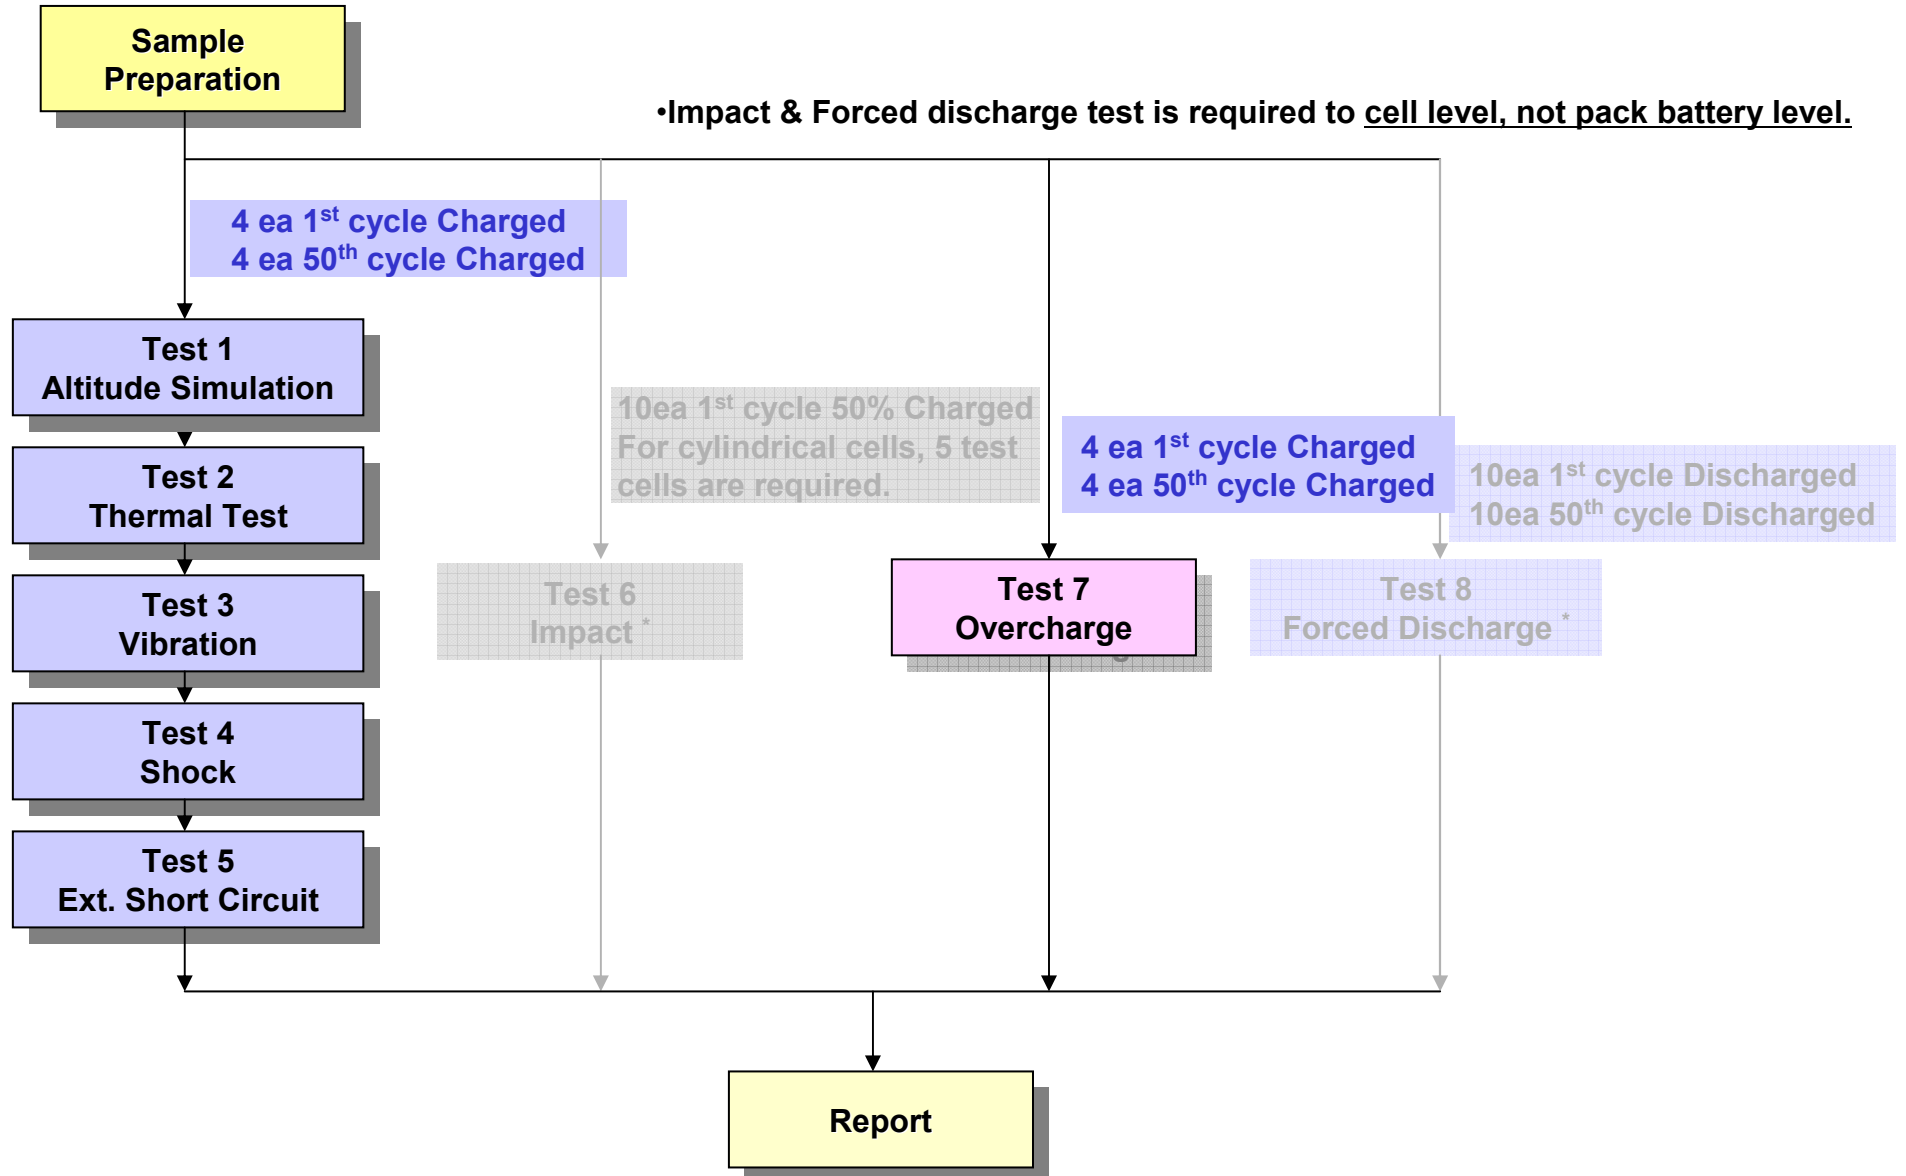 Sample
Preparation
•Impact & Forced discharge test is required to cell level, not pack battery level.
4 ea 1st cycle Charged
4 ea 50th cycle Charged
Test 1
Altitude Simulation
Test 2
Thermal Test
Test 3
Vibration
Test 4
Shock
Test 5
Ext. Short Circuit
10ea 1st cycle 50% Charged
For cylindrical cells, 5 test
cells are required.
Test 6
Impact *
4 ea 1st cycle Charged
4 ea 50th cycle Charged
Test 7
Overcharge
10ea 1st cycle Discharged
10ea 50th cycle Discharged
Test 8
Forced Discharge *
Report